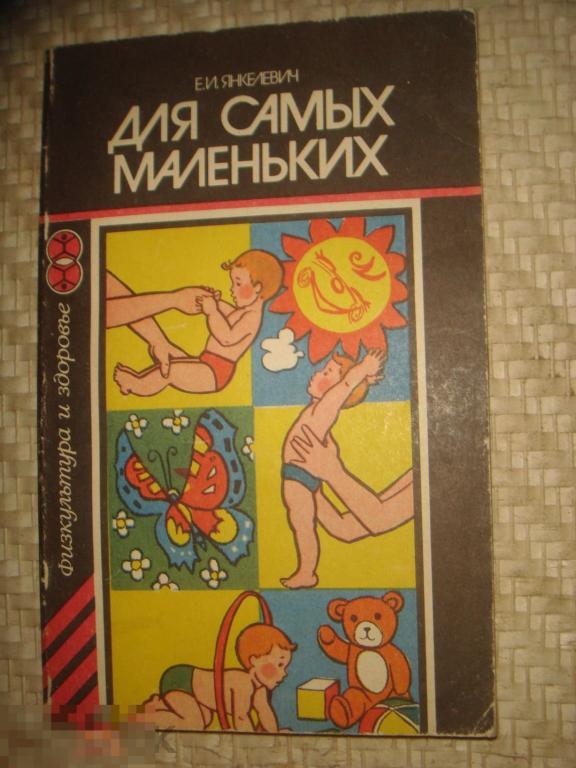 Е.И. ЯНКЕЛЕВИЧ
ДЛЯ САМЫХ
МАЛЕНЬКИХ
Физкультура и здоровье